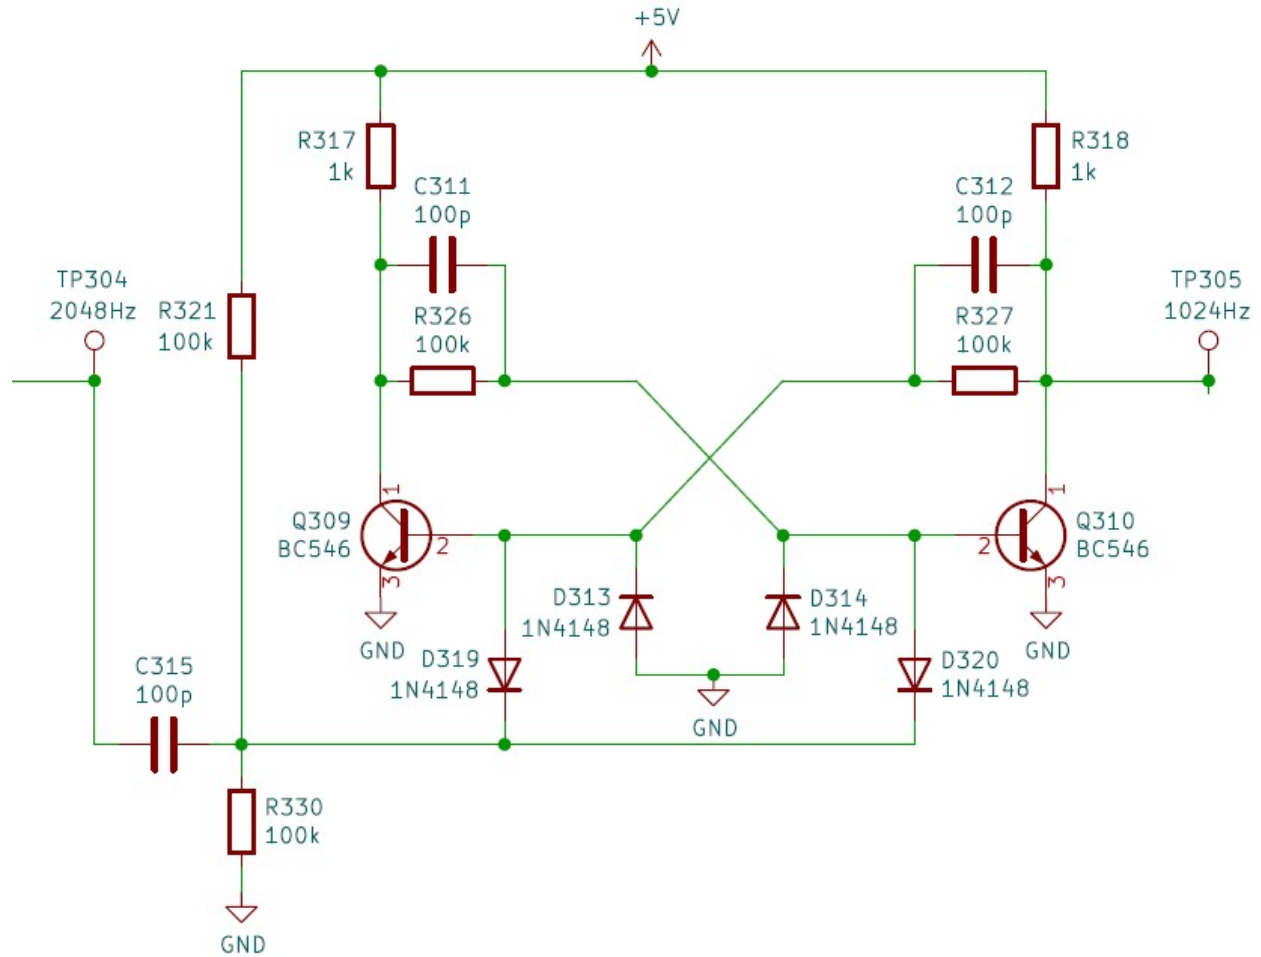 +5V
R317
1k
R318
1k
C311
100p
C312
100p
TP304
2048Hz
R321
100k
R326
100k
R327
100k
TP305
1024Hz
1
1
Q309
BC546
2
3
2
Q310
BC546
3
D313
1N4148
D314
1N4148
GND
GND
D319
1N4148
D320
1N4148
C315
100p
GND
R330
100k
GND